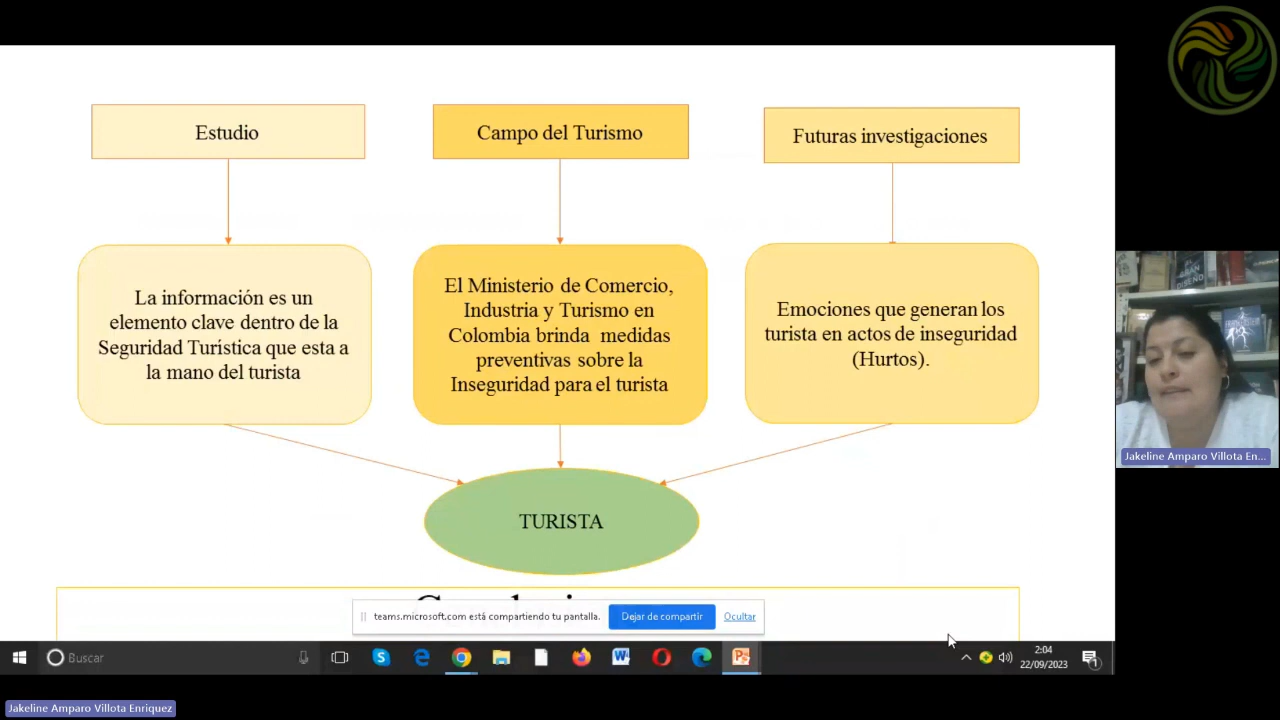 Estudio
Campo del Turismo
Futuras investigaciones
La información es un
elemento clave dentro de la
Seguridad Turística que esta a
la mano del turista
El Ministerio de Comercio,
Industria y Turismo en
Colombia brinda medidas
preventivas sobre la
Inseguridad para el turista
Emociones que generan los
turista en actos de inseguridad
(Hurtos).
TURISTA
teams.microsoft.com está compartiendo tu pantalla.
Dejar de compartir
Ocultar
Buscar
2:04
22/09/2023
1
GRAN
DISEÑO
Jakeline Amparo Villota En...
Jakeline Amparo Villota Enriquez